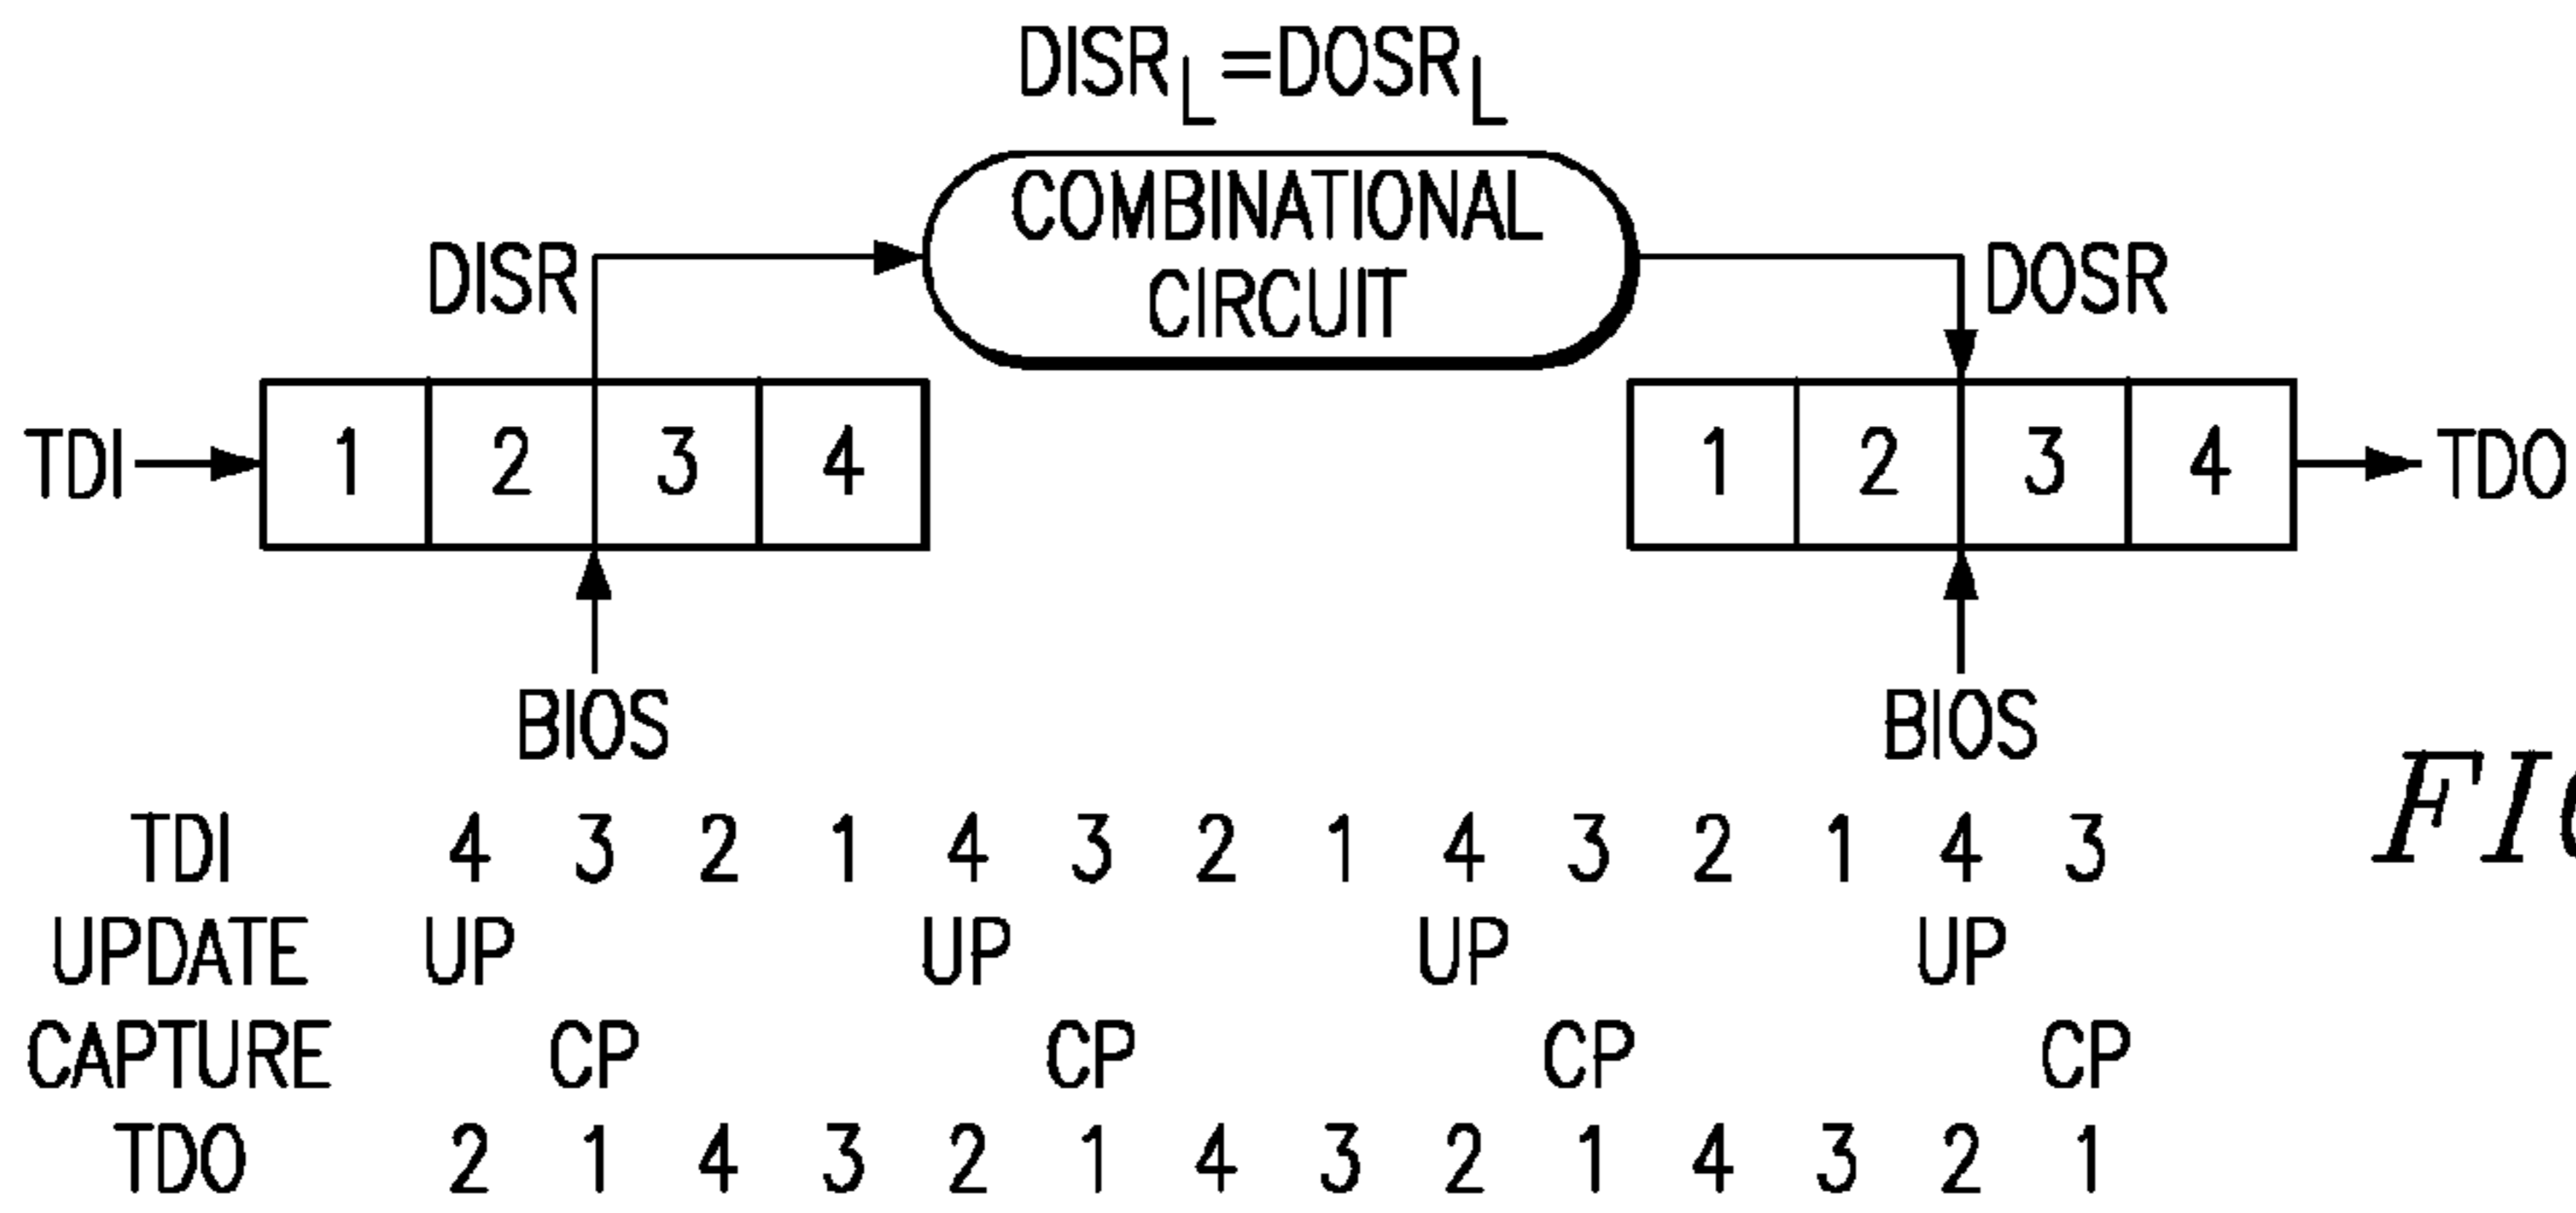 DISR_L=DOSR_L
COMBINATIONAL
CIRCUIT
DISR
DOSR
TDI
1 2 3 4
1 2 3 4
TDO
BIOS
BIOS
TDI 4 3 2 1 4 3 2 1 4 3 2 1 4 3
UPDATE UP UP UP UP
CAPTURE CP CP CP CP
TDO 2 1 4 3 2 1 4 3 2 1 4 3 2 1